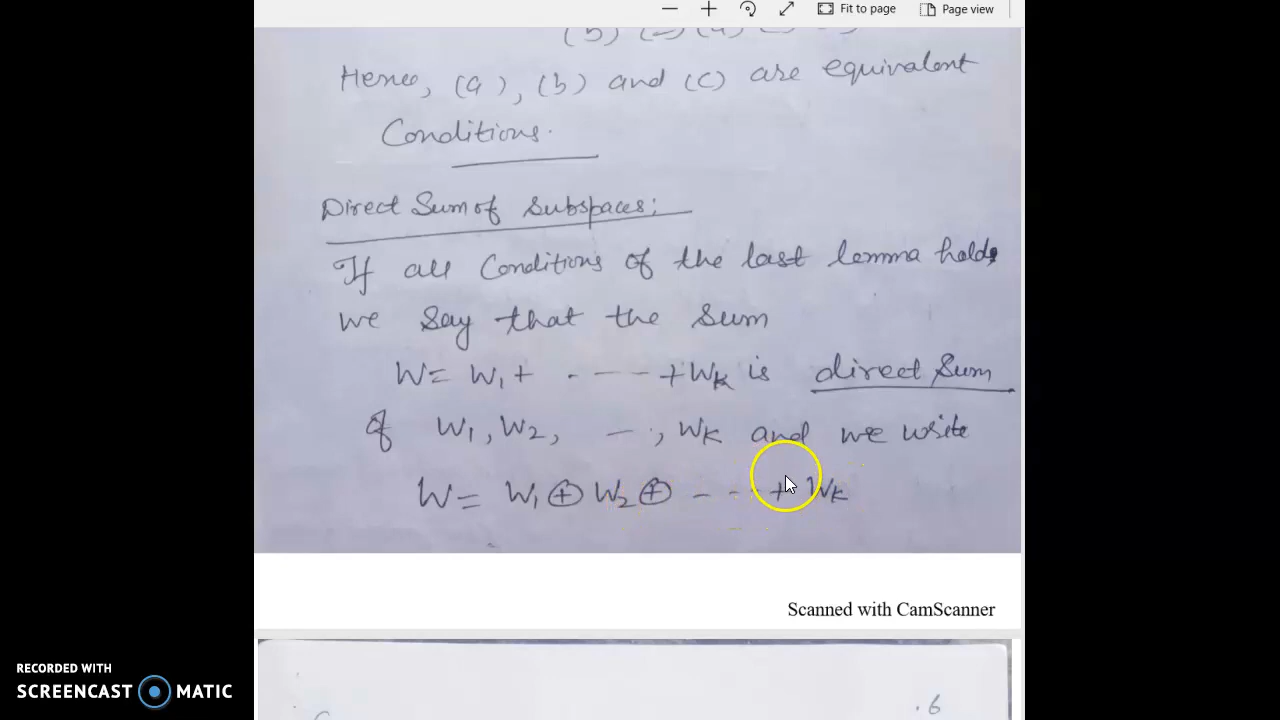 Fit to page Page view
Hence, (a), (b) and (c) are equivalent
Conditions.
Direct Sum of Subspaces:
If all Conditions of the last lemma holds
we say that the sum
W = W1 + . - - - + WK is direct Sum
of W1, W2, - . , WK and we write
W = W1 ⊕ W2 ⊕ - - . . + WK
Scanned with CamScanner
.6
RECORDED WITH
SCREENCAST MATIC